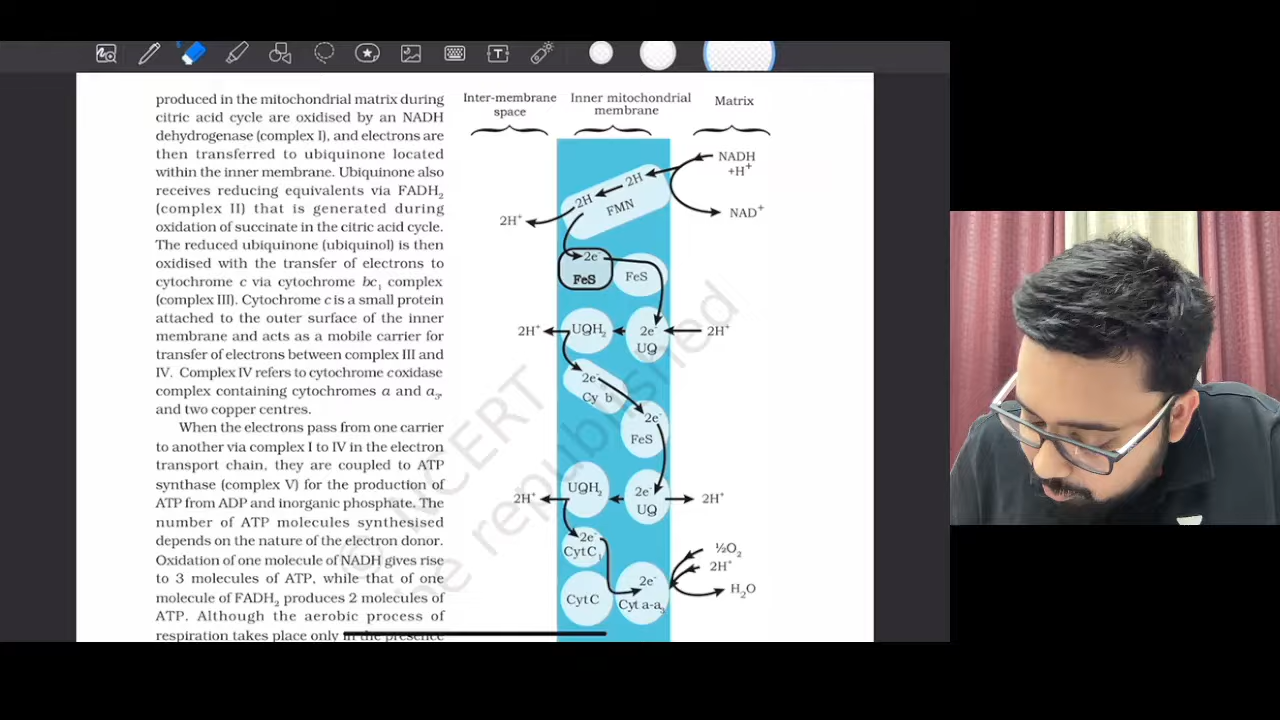 produced in the mitochondrial matrix during
citric acid cycle are oxidised by an NADH
dehydrogenase (complex I), and electrons are
then transferred to ubiquinone located
within the inner membrane. Ubiquinone also
receives reducing equivalents via FADH₂
(complex II) that is generated during
oxidation of succinate in the citric acid cycle.
The reduced ubiquinone (ubiquinol) is then
oxidised with the transfer of electrons to
cytochrome c via cytochrome bc₁ complex
(complex III). Cytochrome c is a small protein
attached to the outer surface of the inner
membrane and acts as a mobile carrier for
transfer of electrons between complex III and
IV. Complex IV refers to cytochrome c oxidase
complex containing cytochromes a and a₃,
and two copper centres.
When the electrons pass from one carrier
to another via complex I to IV in the electron
transport chain, they are coupled to ATP
synthase (complex V) for the production of
ATP from ADP and inorganic phosphate. The
number of ATP molecules synthesised
depends on the nature of the electron donor.
Oxidation of one molecule of NADH gives rise
to 3 molecules of ATP, while that of one
molecule of FADH₂ produces 2 molecules of
ATP. Although the aerobic process of
respiration takes place only in the presence
Inter-membrane
space
Inner mitochondrial
membrane
Matrix
NADH
+H⁺
2H
2H
FMN
2H⁺
NAD⁺
2e⁻
FeS
FeS
2H⁺
UQH₂
2e⁻
UQ
2H⁺
2e⁻
Cy b
2e⁻
FeS
2H⁺
UQH₂
2e⁻
UQ
2H⁺
2e⁻
Cyt C₁
½O₂
2H⁺
H₂O
Cyt C
2e⁻
Cyt a-a₃
© NCERT
be republished